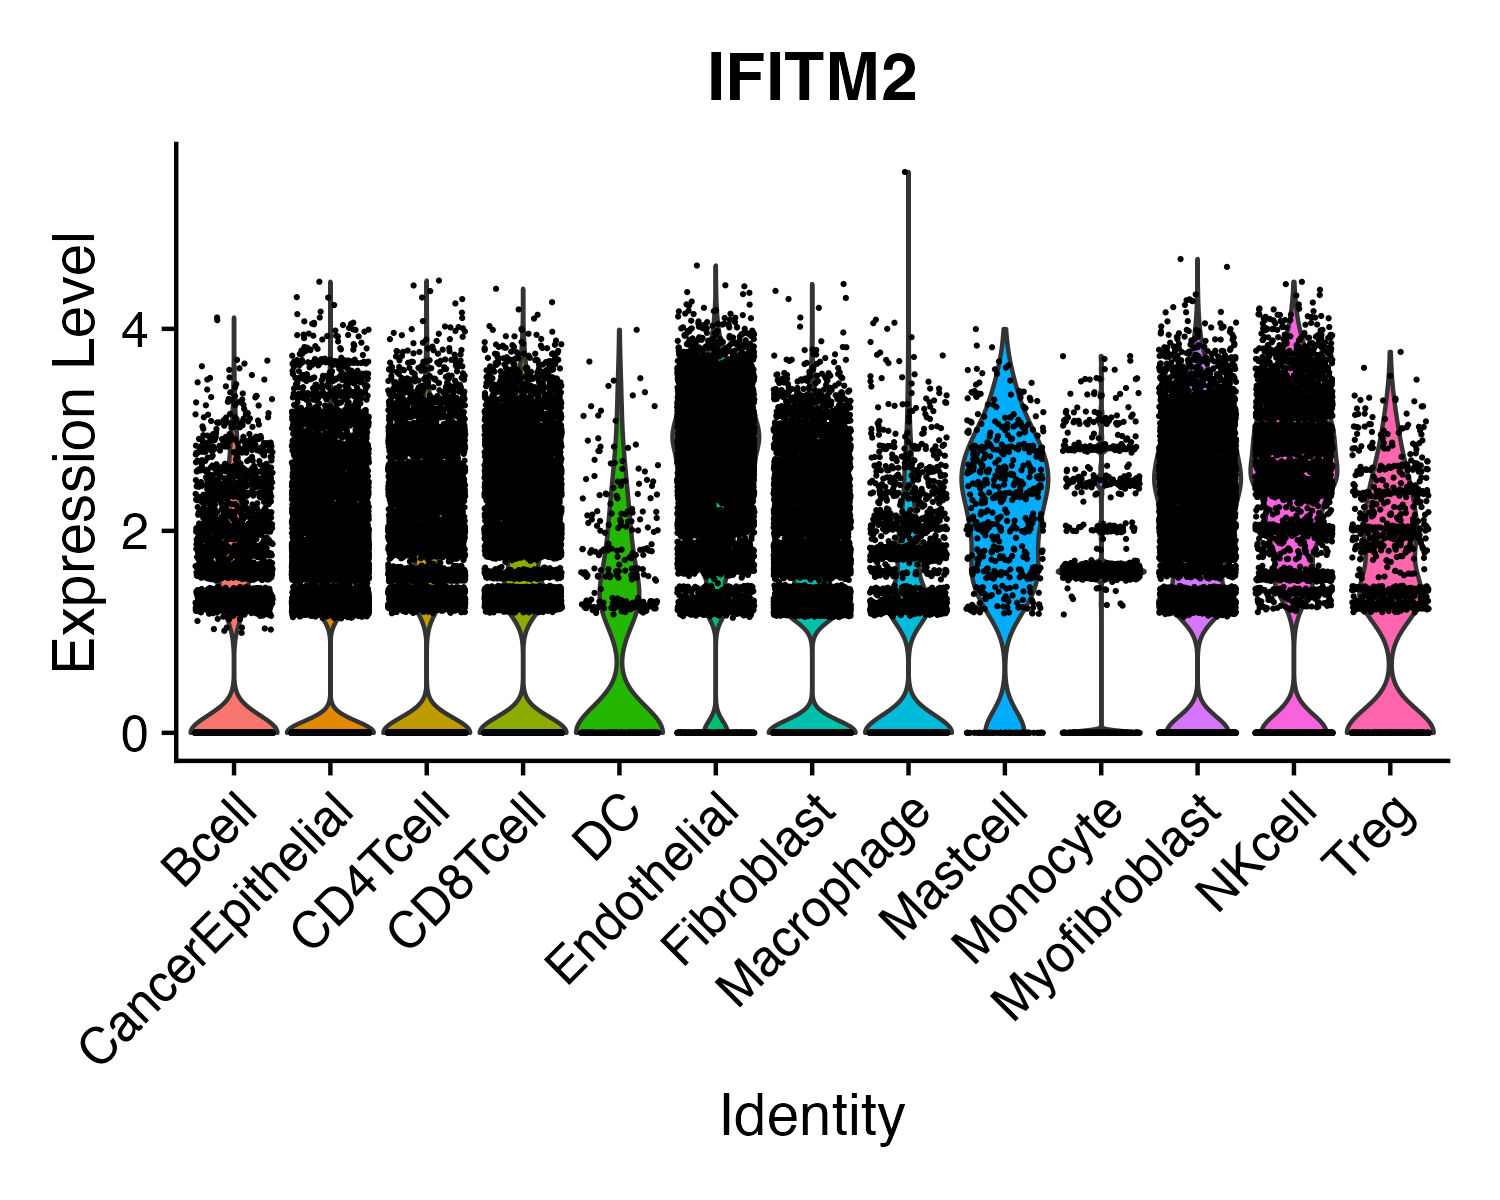 IFITM2
Expression Level
4
2
0
Bcell
CancerEpithelial
CD4Tcell
CD8Tcell
DC
Endothelial
Fibroblast
Macrophage
Mastcell
Monocyte
Myofibroblast
NKcell
Treg
Identity